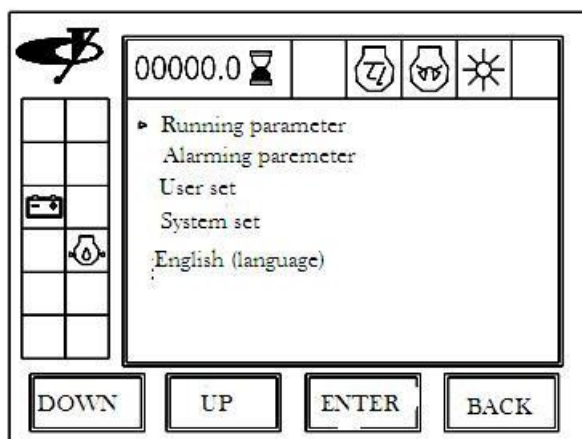 00000.0
Running parameter
Alarming paremeter
User set
System set
English (language)
DOWN
UP
ENTER
BACK